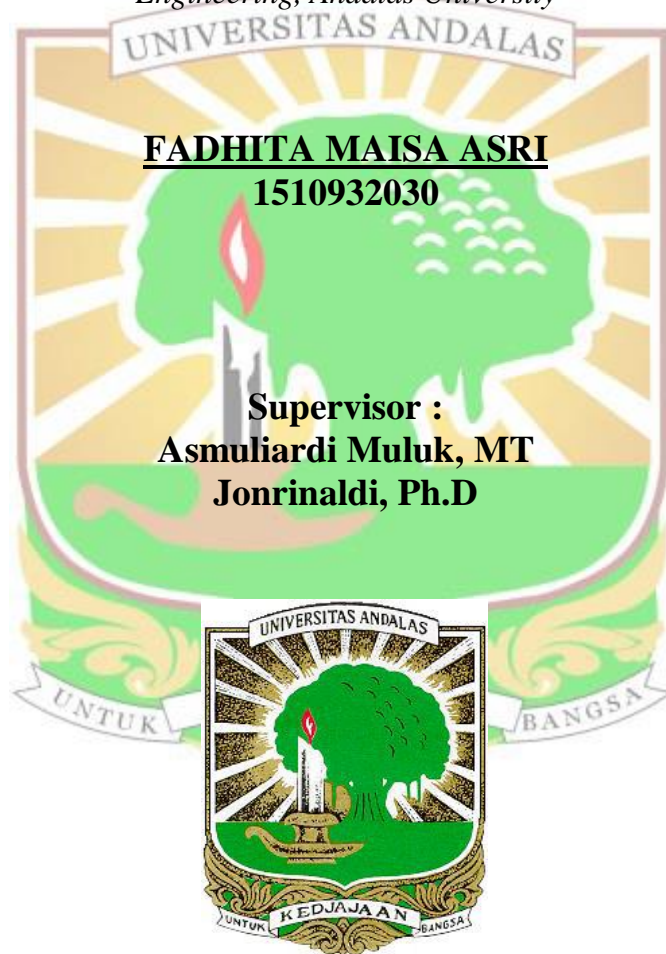 Engineering, Andalas University
UNIVERSITAS ANDALAS
FADHITA MAISA ASRI
1510932030
Supervisor :
Asmuliardi Muluk, MT
Jonrinaldi, Ph.D
UNIVERSITAS ANDALAS
UNTUK
BANGSA
UNTUK KEDJAJAAN BANGSA